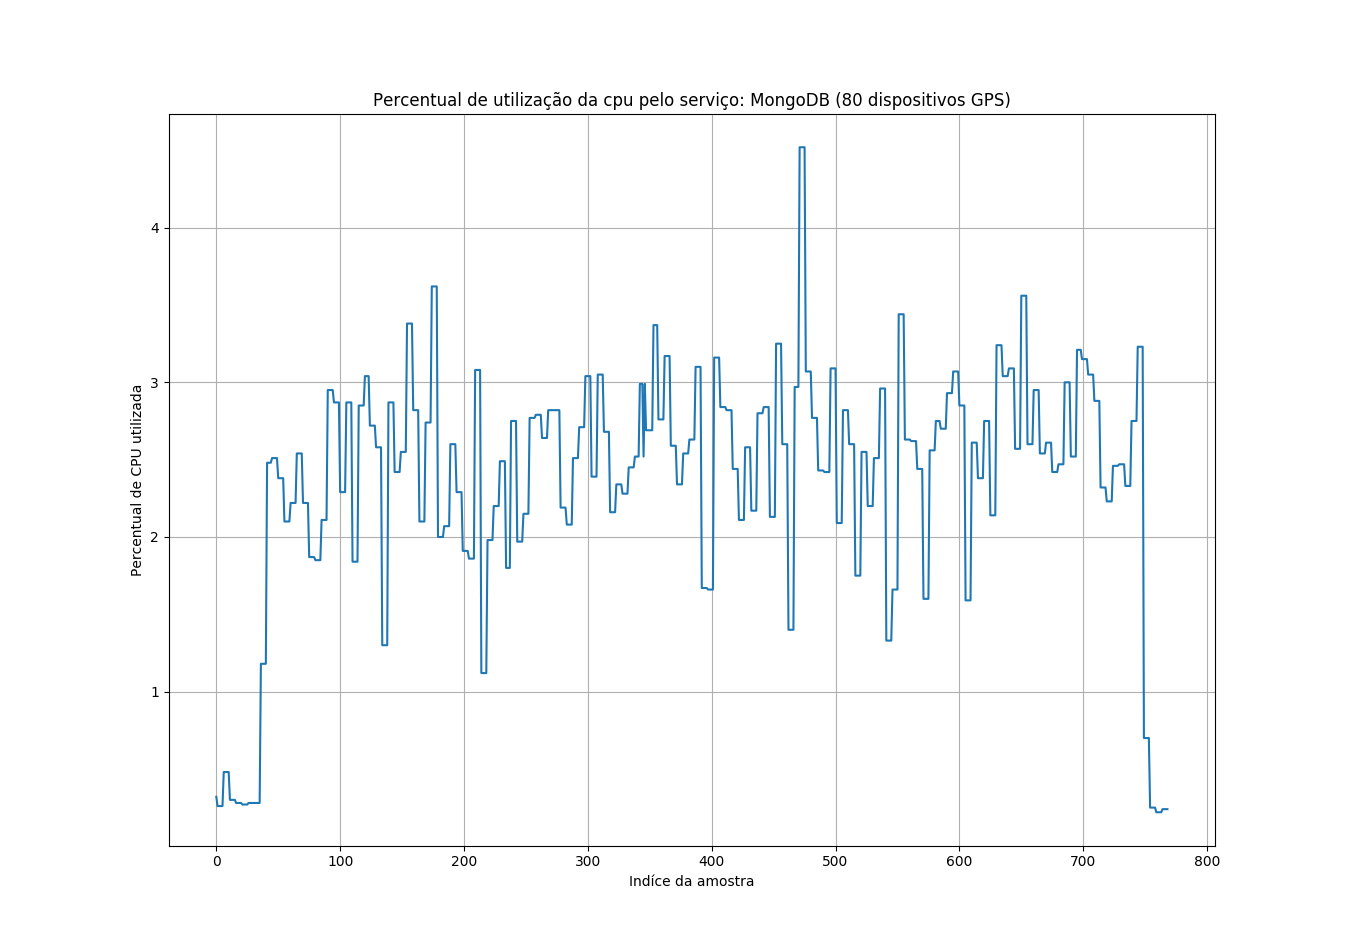 Percentual de utilização da cpu pelo serviço: MongoDB (80 dispositivos GPS)
Percentual de CPU utilizada
4
3
2
1
0 100 200 300 400 500 600 700 800
Indíce da amostra